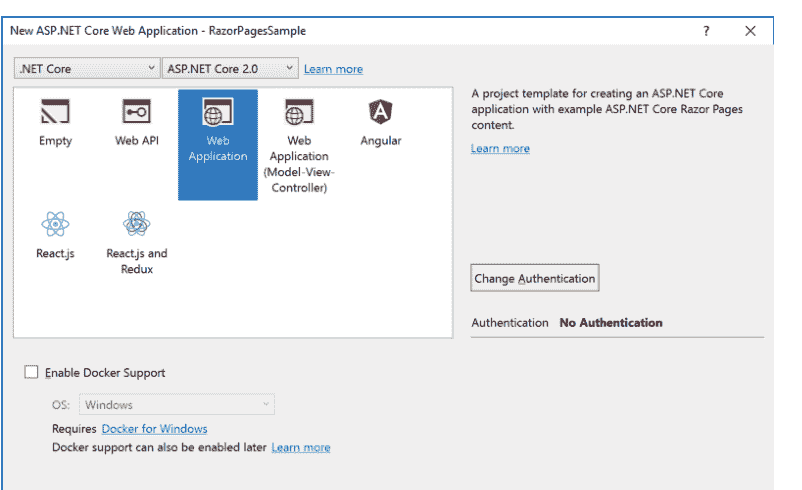 New ASP.NET Core Web Application - RazorPagesSample ?
.NET Core ASP.NET Core 2.0 Learn more
Empty
Web API
Web
Application
Web
Application
(Model-View-
Controller)
Angular
React.js
React.js and
Redux
A project template for creating an ASP.NET Core
application with example ASP.NET Core Razor Pages
content.
Learn more
Change Authentication
Authentication No Authentication
Enable Docker Support
OS: Windows
Requires Docker for Windows
Docker support can also be enabled later Learn more